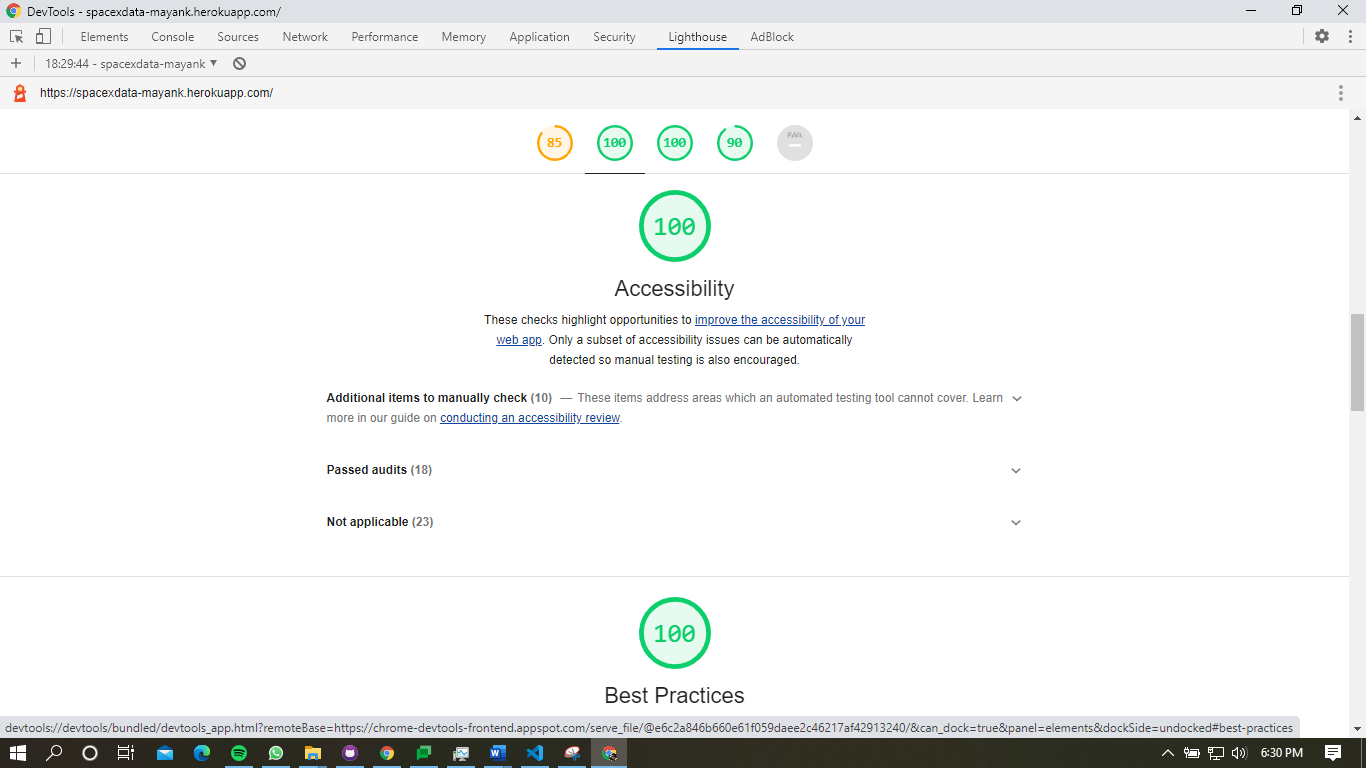 DevTools - spacexdata-mayank.herokuapp.com/
Elements Console Sources Network Performance Memory Application Security Lighthouse AdBlock
18:29:44 - spacexdata-mayank ▼
https://spacexdata-mayank.herokuapp.com/
85 100 100 90 PWA
100
Accessibility
These checks highlight opportunities to improve the accessibility of your
web app. Only a subset of accessibility issues can be automatically
detected so manual testing is also encouraged.
Additional items to manually check (10) — These items address areas which an automated testing tool cannot cover. Learn
more in our guide on conducting an accessibility review.
Passed audits (18)
Not applicable (23)
100
Best Practices
devtools://devtools/bundled/devtools_app.html?remoteBase=https://chrome-devtools-frontend.appspot.com/serve_file/@e6c2a846b660e61f059daee2c46217af42913240/&can_dock=true&panel=elements&dockSide=undocked#best-practices
6:30 PM